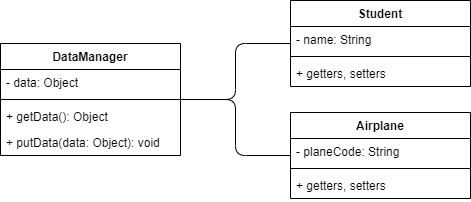 DataManager
- data: Object
+ getData(): Object
+ putData(data: Object): void
Student
- name: String
+ getters, setters
Airplane
- planeCode: String
+ getters, setters